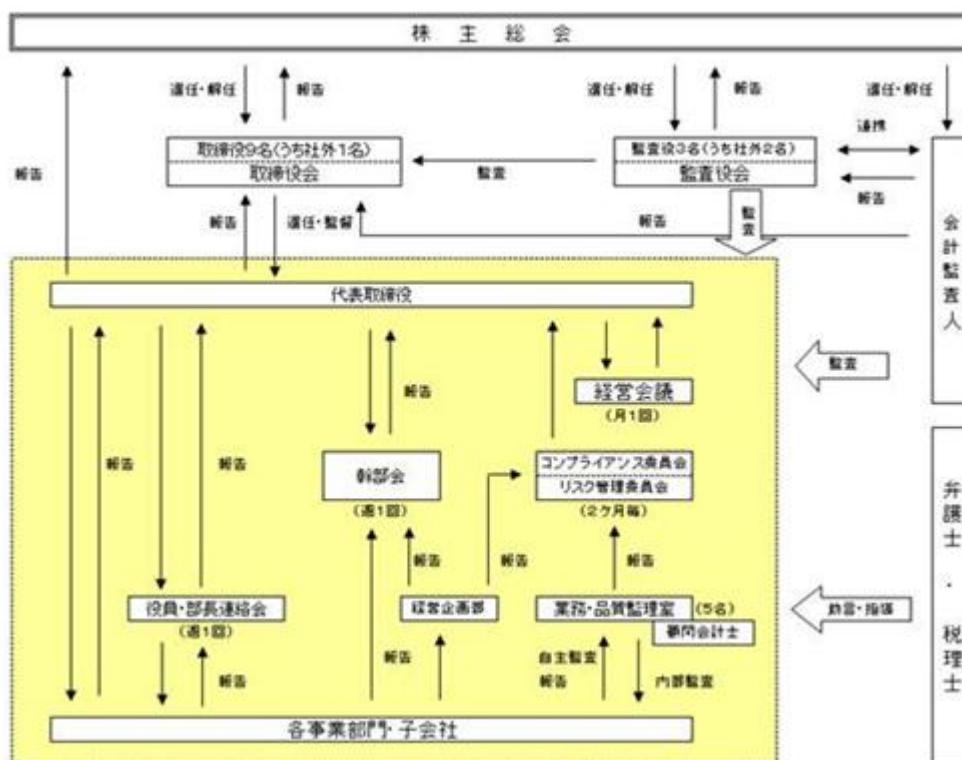 株主総会
選任・解任
報告
選任・解任
報告
選任・解任
報告
取締役9名(うち社外1名)
取締役会
監査
監査役3名(うち社外2名)
監査役会
連携
報告
報告
選任・監督
報告
監査
会計監査人
代表取締役
監査
経営会議
(月1回)
報告
報告
報告
幹部会
(週1回)
コンプライアンス委員会
リスク管理委員会
(2ケ月毎)
弁護士・税理士
報告
報告
報告
役員・部長連絡会
(週1回)
経営企画部
業務・品質監理室
(5名)
顧問会計士
助言・指導
報告
報告
自主監査
報告
内部監査
各事業部門・子会社